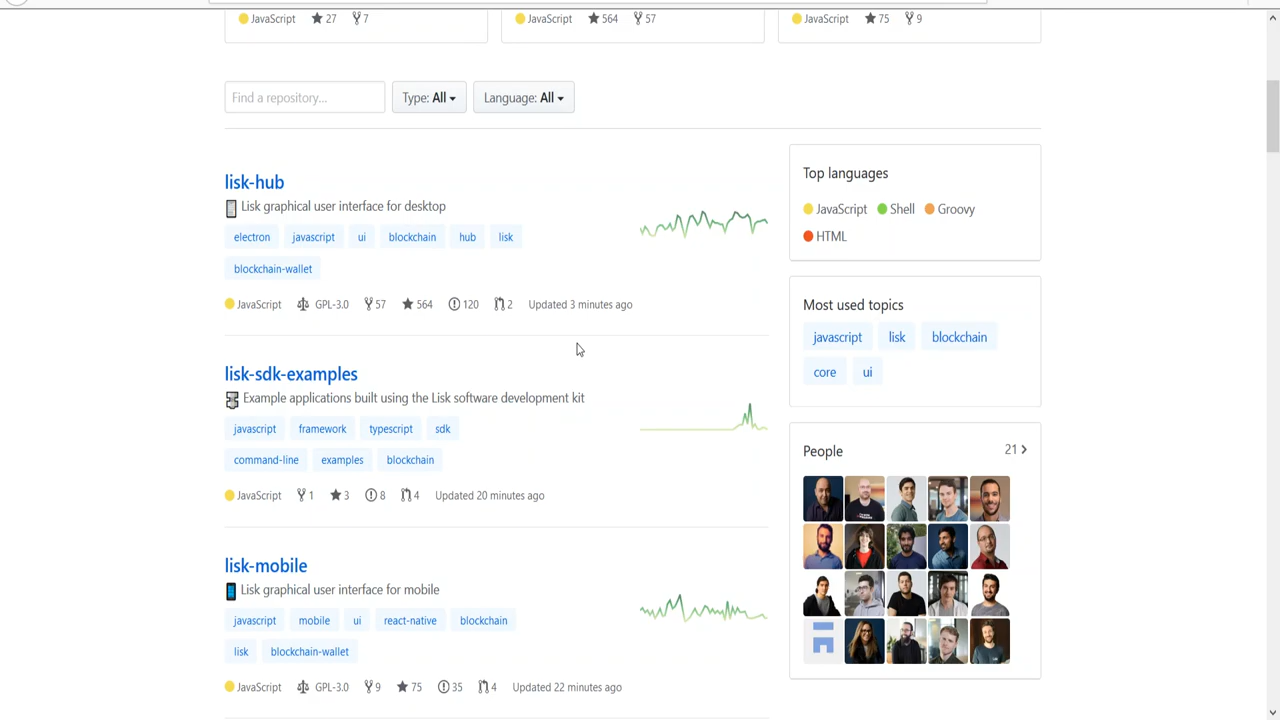 JavaScript 27 7
JavaScript 564 57
JavaScript 75 9
Find a repository...
Type: All
Language: All
lisk-hub
Lisk graphical user interface for desktop
electron javascript ui blockchain hub lisk
blockchain-wallet
JavaScript GPL-3.0 57 564 120 2 Updated 3 minutes ago
lisk-sdk-examples
Example applications built using the Lisk software development kit
javascript framework typescript sdk
command-line examples blockchain
JavaScript 1 3 8 4 Updated 20 minutes ago
lisk-mobile
Lisk graphical user interface for mobile
javascript mobile ui react-native blockchain
lisk blockchain-wallet
JavaScript GPL-3.0 9 75 35 4 Updated 22 minutes ago
Top languages
JavaScript Shell Groovy
HTML
Most used topics
javascript lisk blockchain
core ui
People 21